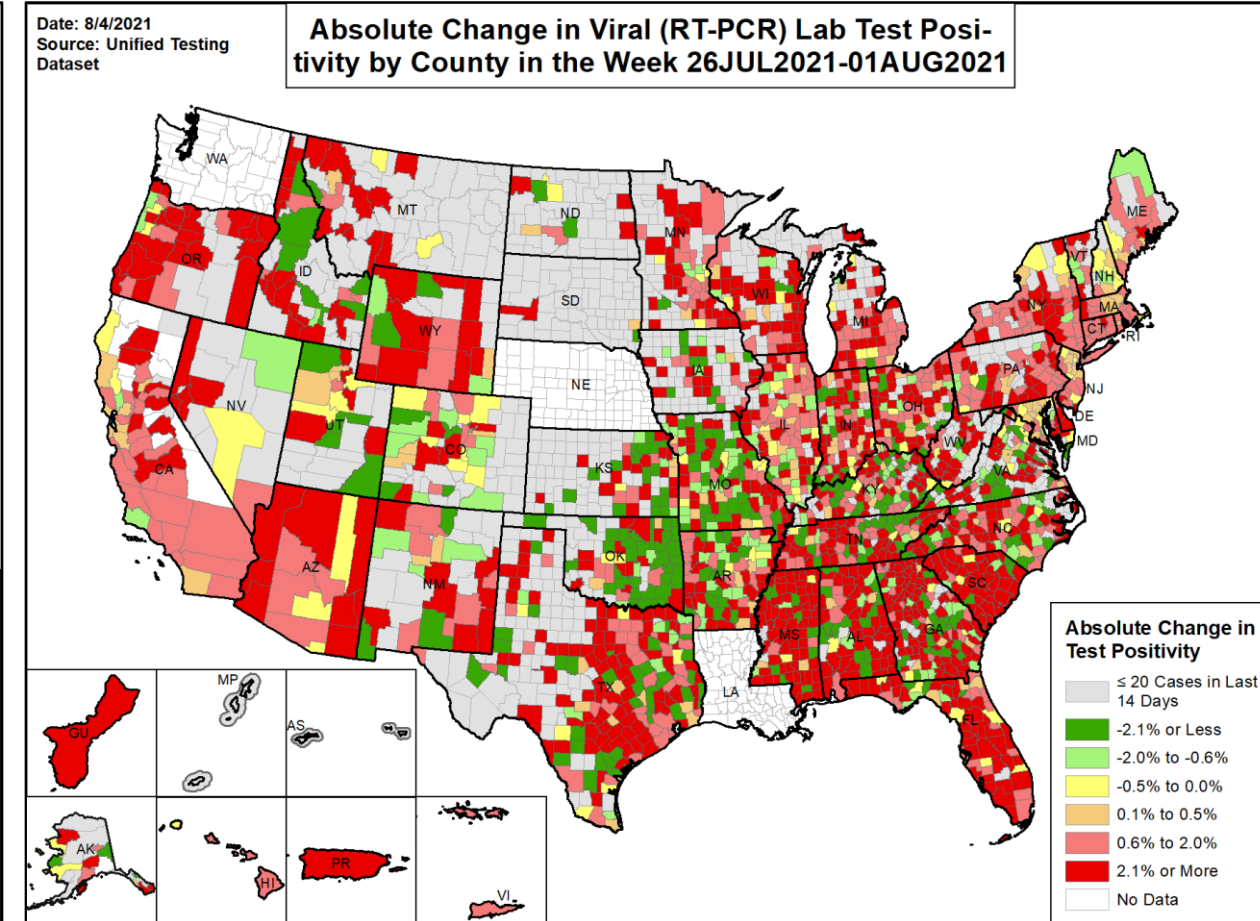 Date: 8/4/2021
Source: Unified Testing
Dataset
Absolute Change in Viral (RT-PCR) Lab Test Posi-
tivity by County in the Week 26JUL2021-01AUG2021
WA
MT
ND
MN
ME
OR
ID
SD
WI
MI
VT
NH
NY
MA
CT
RI
WY
IA
NE
PA
NJ
NV
UT
CO
IL
IN
OH
DE
MD
WV
VA
CA
KS
MO
KY
AZ
NM
OK
AR
TN
NC
SC
MS
AL
GA
TX
LA
FL
GU
MP
AS
AK
HI
PR
VI
Absolute Change in
Test Positivity
≤ 20 Cases in Last
14 Days
-2.1% or Less
-2.0% to -0.6%
-0.5% to 0.0%
0.1% to 0.5%
0.6% to 2.0%
2.1% or More
No Data